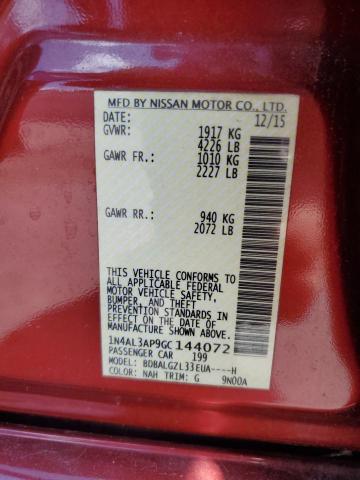 MFD BY NISSAN MOTOR CO., LTD.
DATE: 12/15
GVWR: 1917 KG
4226 LB
GAWR FR.: 1010 KG
2227 LB
GAWR RR.: 940 KG
2072 LB
THIS VEHICLE CONFORMS TO
ALL APPLICABLE FEDERAL
MOTOR VEHICLE SAFETY,
BUMPER, AND THEFT
PREVENTION STANDARDS IN
EFFECT ON THE DATE OF
MANUFACTURE SHOWN ABOVE.
1N4AL3AP9GC144072
PASSENGER CAR 199
MODEL: BDBALGZL33EUA----H
COLOR: NAH TRIM: G 9N00A